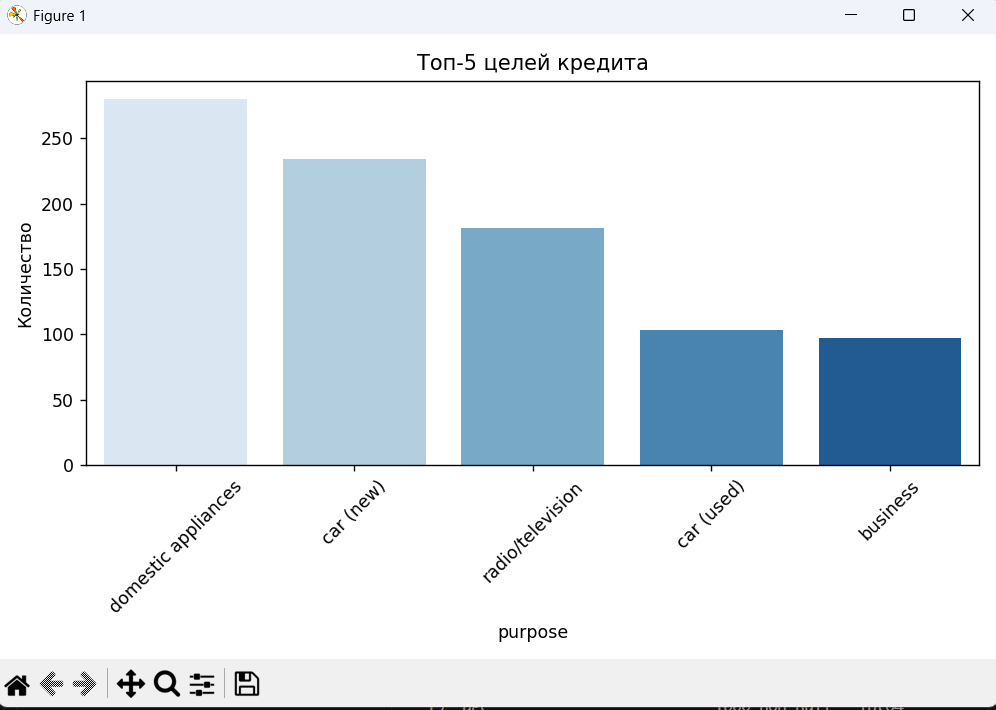 Figure 1
Топ-5 целей кредита
Количество
250
200
150
100
50
0
domestic appliances
car (new)
radio/television
car (used)
business
purpose